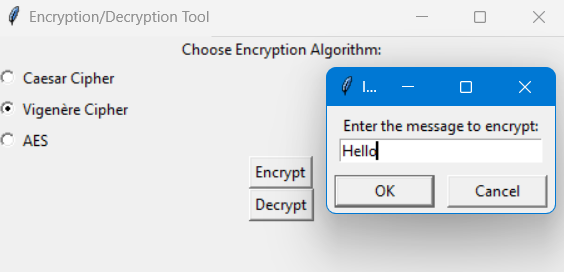 Encryption/Decryption Tool
Choose Encryption Algorithm:
Caesar Cipher
Vigenère Cipher
AES
Encrypt
Decrypt
I...
Enter the message to encrypt:
Hello
OK
Cancel